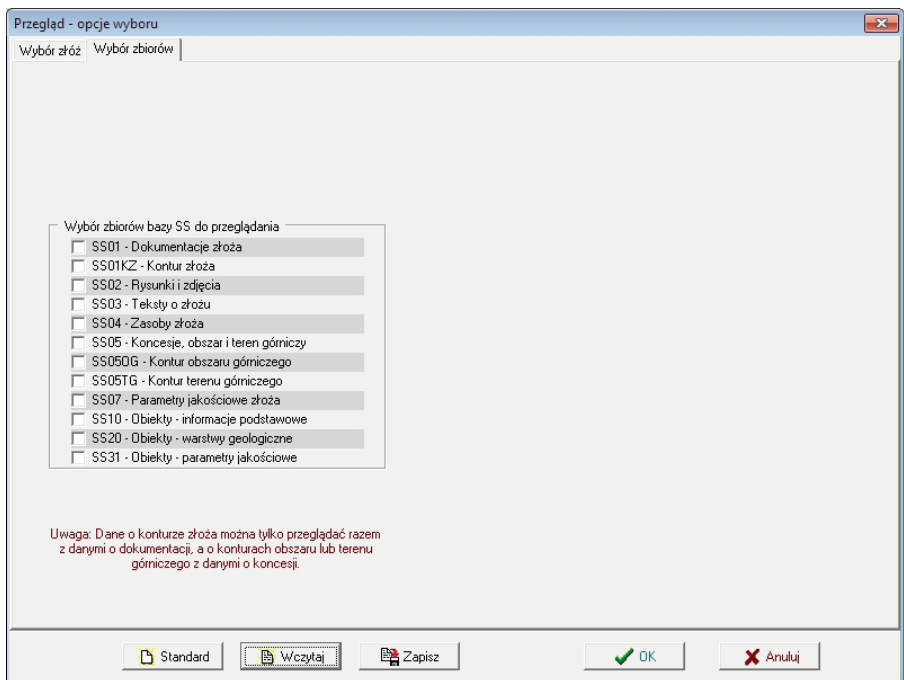 Przegląd - opcje wyboru
Wybór złóż Wybór zbiorów
Wybór zbiorów bazy SS do przeglądania
SS01 - Dokumentacje złoża
SS01KZ - Kontur złoża
SS02 - Rysunki i zdjęcia
SS03 - Teksty o złożu
SS04 - Zasoby złoża
SS05 - Koncesje, obszar i teren górniczy
SS05OG - Kontur obszaru górniczego
SS05TG - Kontur terenu górniczego
SS07 - Parametry jakościowe złoża
SS10 - Obiekty - informacje podstawowe
SS20 - Obiekty - warstwy geologiczne
SS31 - Obiekty - parametry jakościowe
Uwaga: Dane o konturze złoża można tylko przeglądać razem
z danymi o dokumentacji, a o konturach obszaru lub terenu
górniczego z danymi o koncesji.
Standard Wczytaj Zapisz OK Anuluj